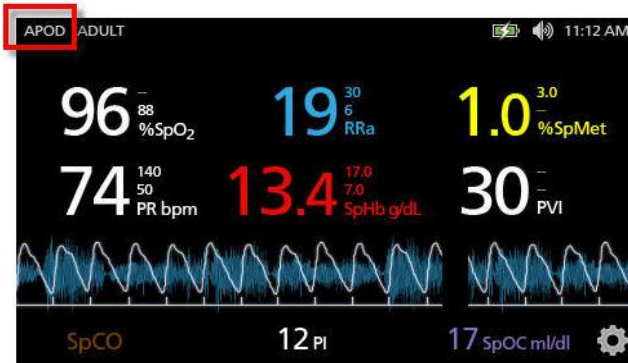 APOD ADULT 11:12 AM
96 – 88 %SpO₂ 19 30 6 RRa 1.0 3.0 – %SpMet
74 140 50 PR bpm 13.4 17.0 7.0 SpHb g/dL 30 – – PVI
SpCO 12 PI 17 SpOC ml/dl